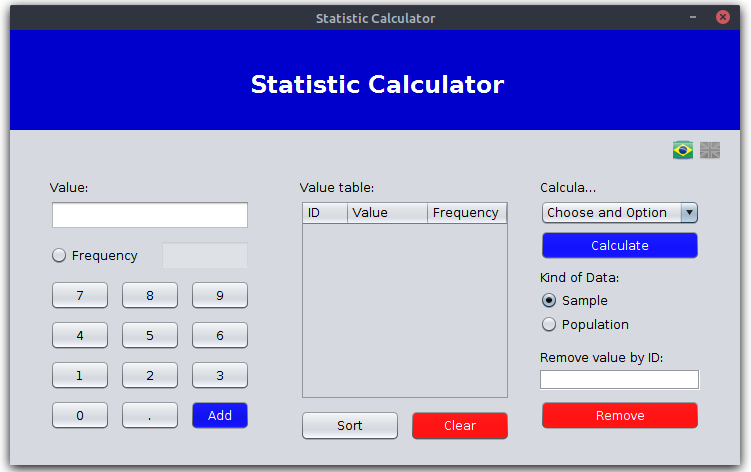 Statistic Calculator
Statistic Calculator
Value:
Frequency
7 8 9
4 5 6
1 2 3
0 . Add
Value table:
ID Value Frequency
Sort Clear
Calcula...
Choose and Option
Calculate
Kind of Data:
Sample
Population
Remove value by ID:
Remove